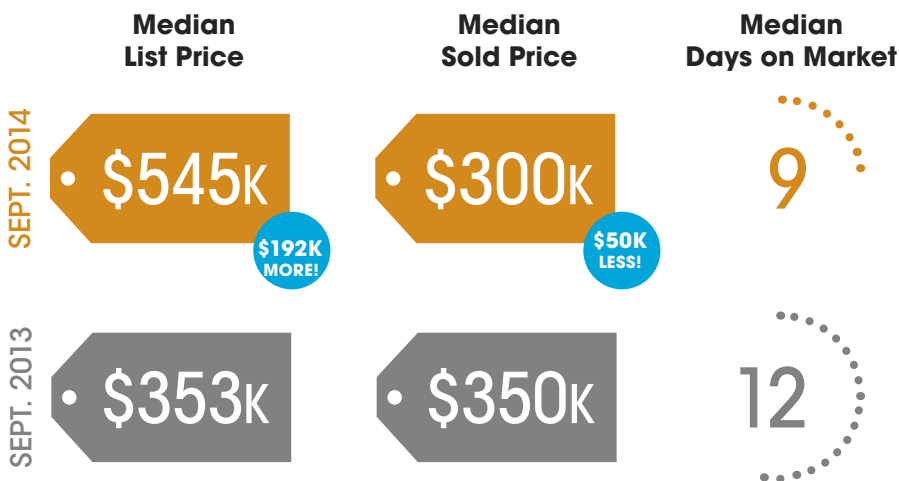 Median
List Price
Median
Sold Price
Median
Days on Market
SEPT. 2014
$545K
$192K
MORE!
$300K
$50K
LESS!
9
SEPT. 2013
$353K
$350K
12